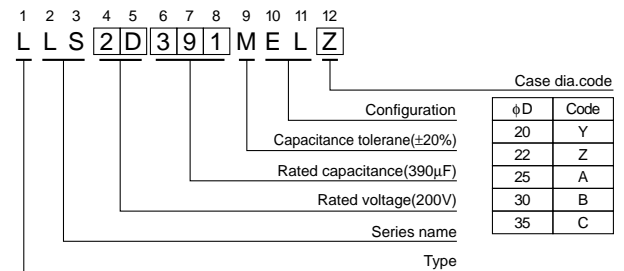 1 2 3 4 5 6 7 8 9 10 11 12
L L S 2 D 3 9 1 M E L Z
Case dia.code
Configuration
Capacitance tolerane(±20%)
Rated capacitance(390µF)
Rated voltage(200V)
Series name
Type
φD Code
20 Y
22 Z
25 A
30 B
35 C